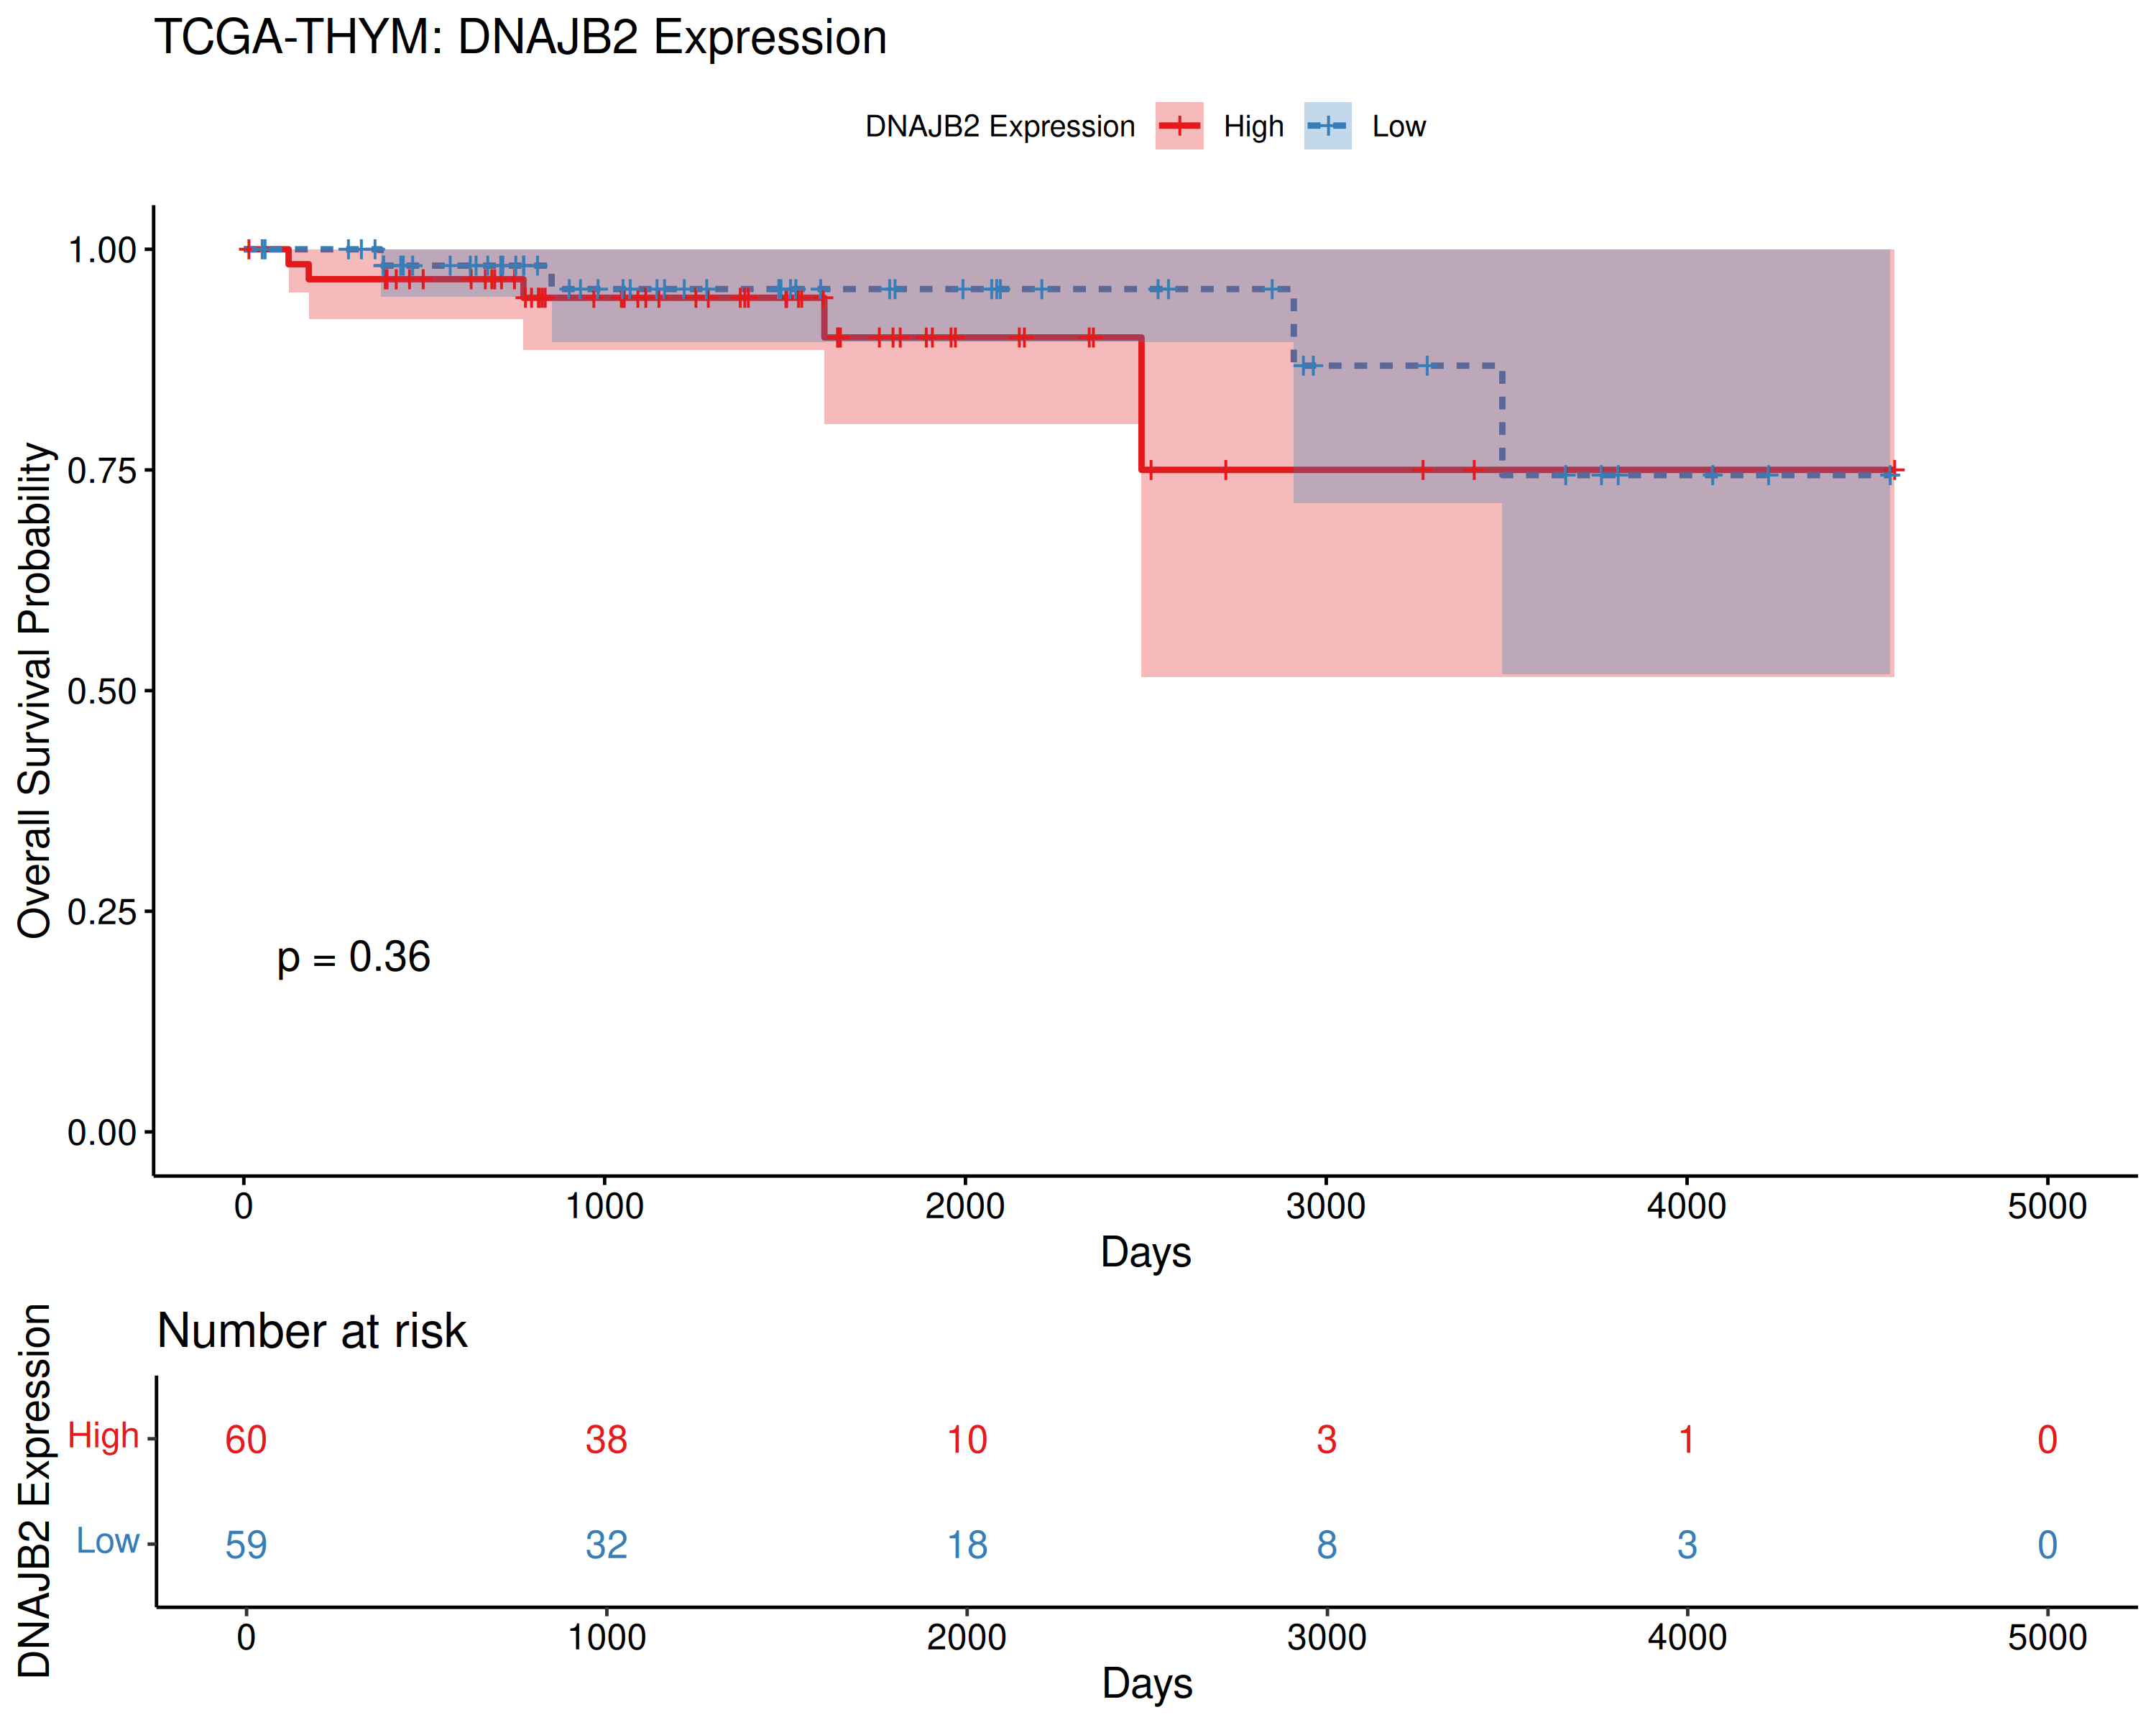 TCGA-THYM: DNAJB2 Expression
DNAJB2 Expression High Low
Overall Survival Probability
1.00
0.75
0.50
0.25
0.00
p = 0.36
0 1000 2000 3000 4000 5000
Days
Number at risk
DNAJB2 Expression
High 60 38 10 3 1 0
Low 59 32 18 8 3 0
0 1000 2000 3000 4000 5000
Days